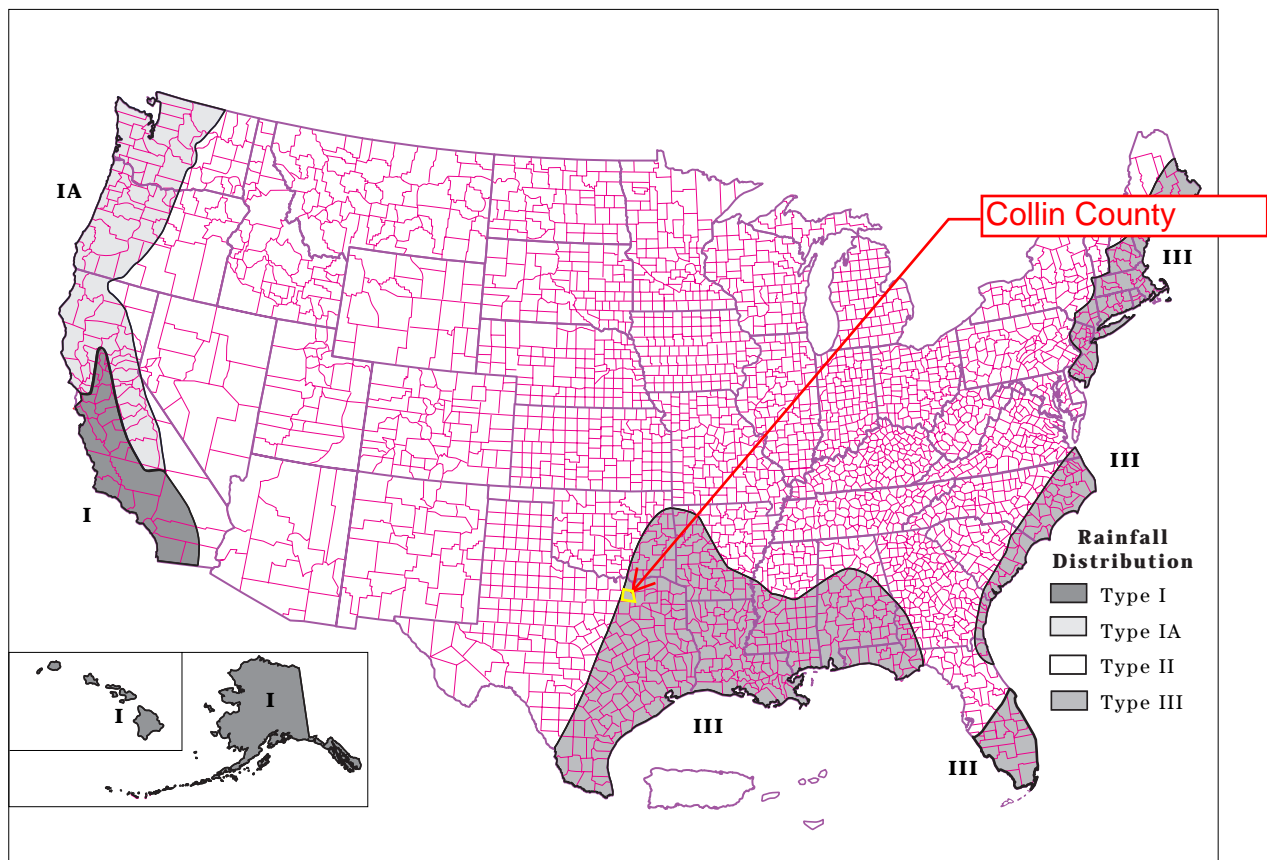 IA
Collin County
III
III
I
Rainfall
Distribution
Type I
Type IA
Type II
Type III
I
I
III
III